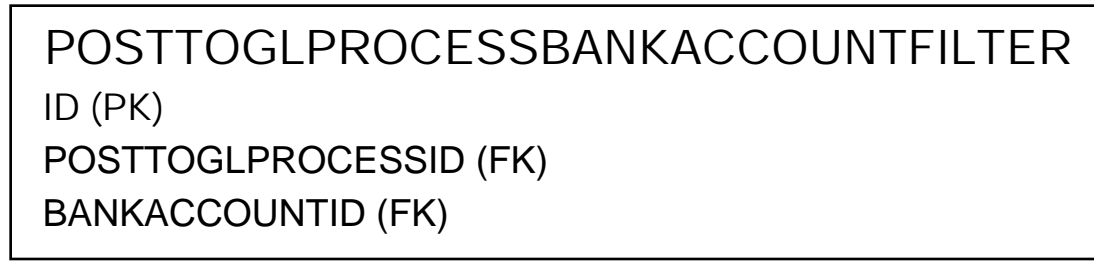 POSTTOGLPROCESSBANKACCOUNTFILTER
ID (PK)
POSTTOGLPROCESSID (FK)
BANKACCOUNTID (FK)